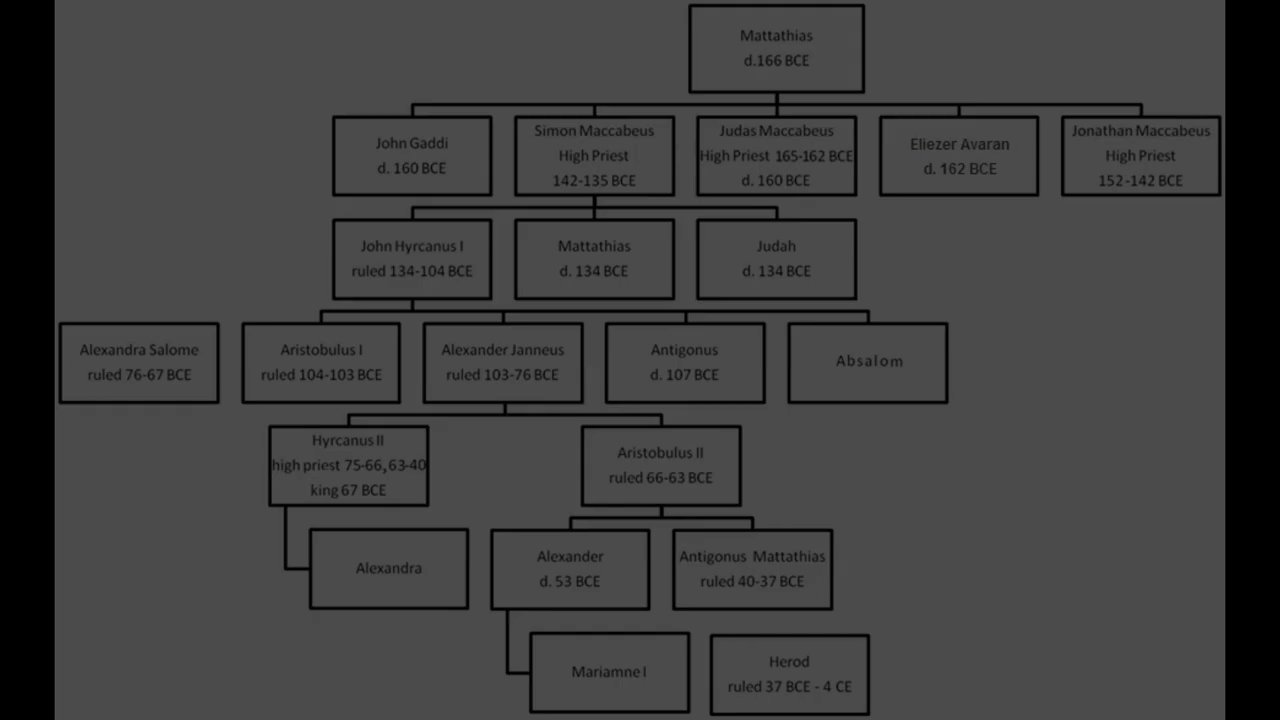 Mattathias
d.166 BCE
John Gaddi
d. 160 BCE
Simon Maccabeus
High Priest
142-135 BCE
Judas Maccabeus
High Priest 165-162 BCE
d. 160 BCE
Eliezer Avaran
d. 162 BCE
Jonathan Maccabeus
High Priest
152-142 BCE
John Hyrcanus I
ruled 134-104 BCE
Mattathias
d. 134 BCE
Judah
d. 134 BCE
Alexandra Salome
ruled 76-67 BCE
Aristobulus I
ruled 104-103 BCE
Alexander Janneus
ruled 103-76 BCE
Antigonus
d. 107 BCE
Absalom
Hyrcanus II
high priest 75-66, 63-40
king 67 BCE
Aristobulus II
ruled 66-63 BCE
Alexandra
Alexander
d. 53 BCE
Antigonus Mattathias
ruled 40-37 BCE
Mariamne I
Herod
ruled 37 BCE - 4 CE